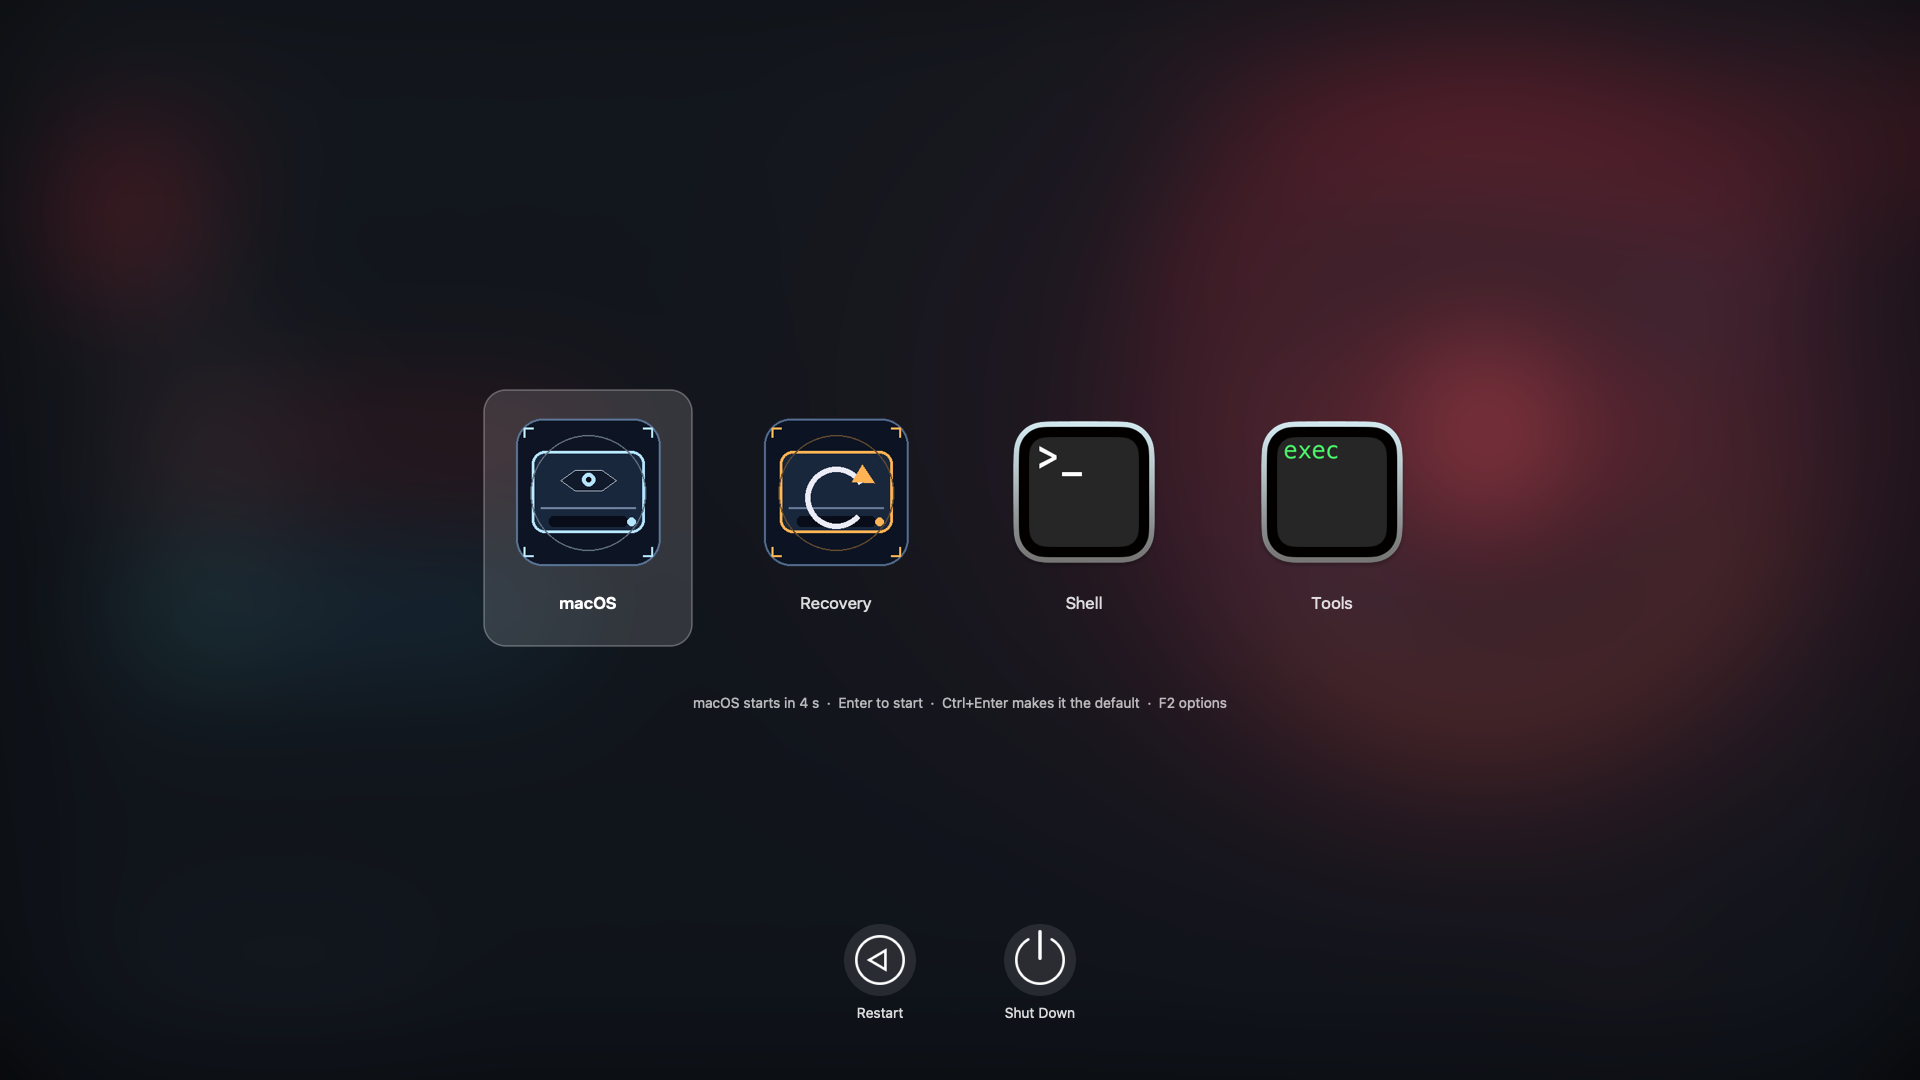 >_
exec
macOS
Recovery
Shell
Tools
macOS starts in 4 s · Enter to start · Ctrl+Enter makes it the default · F2 options
Restart
Shut Down